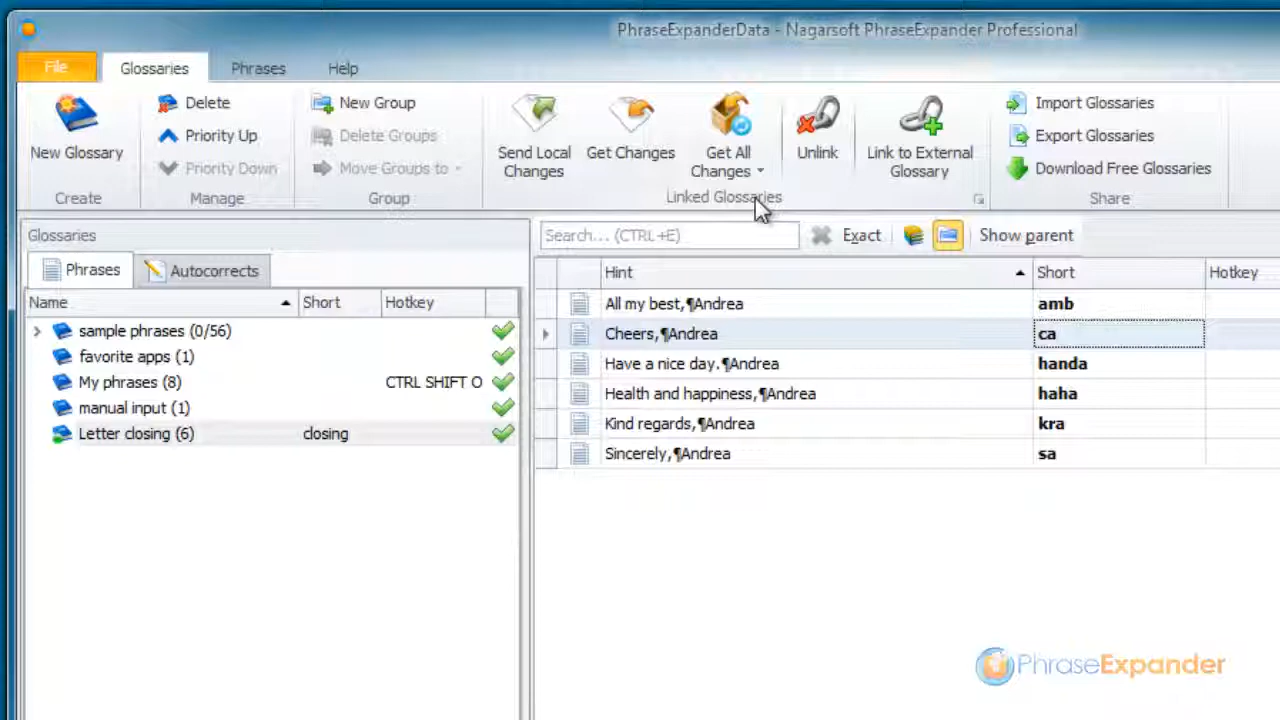 PhraseExpanderData - Nagarsoft PhraseExpander Professional
File Glossaries Phrases Help
New Glossary
Create
Delete
Priority Up
Priority Down
Manage
New Group
Delete Groups
Move Groups to
Group
Send Local
Changes
Get Changes
Get All
Changes
Unlink
Link to External
Glossary
Linked Glossaries
Import Glossaries
Export Glossaries
Download Free Glossaries
Share
Glossaries
Phrases Autocorrects
Name Short Hotkey
sample phrases (0/56)
favorite apps (1)
My phrases (8) CTRL SHIFT O
manual input (1)
Letter closing (6) closing
Search... (CTRL+E) Exact Show parent
Hint Short Hotkey
All my best,¶Andrea amb
Cheers,¶Andrea ca
Have a nice day.¶Andrea handa
Health and happiness,¶Andrea haha
Kind regards,¶Andrea kra
Sincerely,¶Andrea sa
PhraseExpander